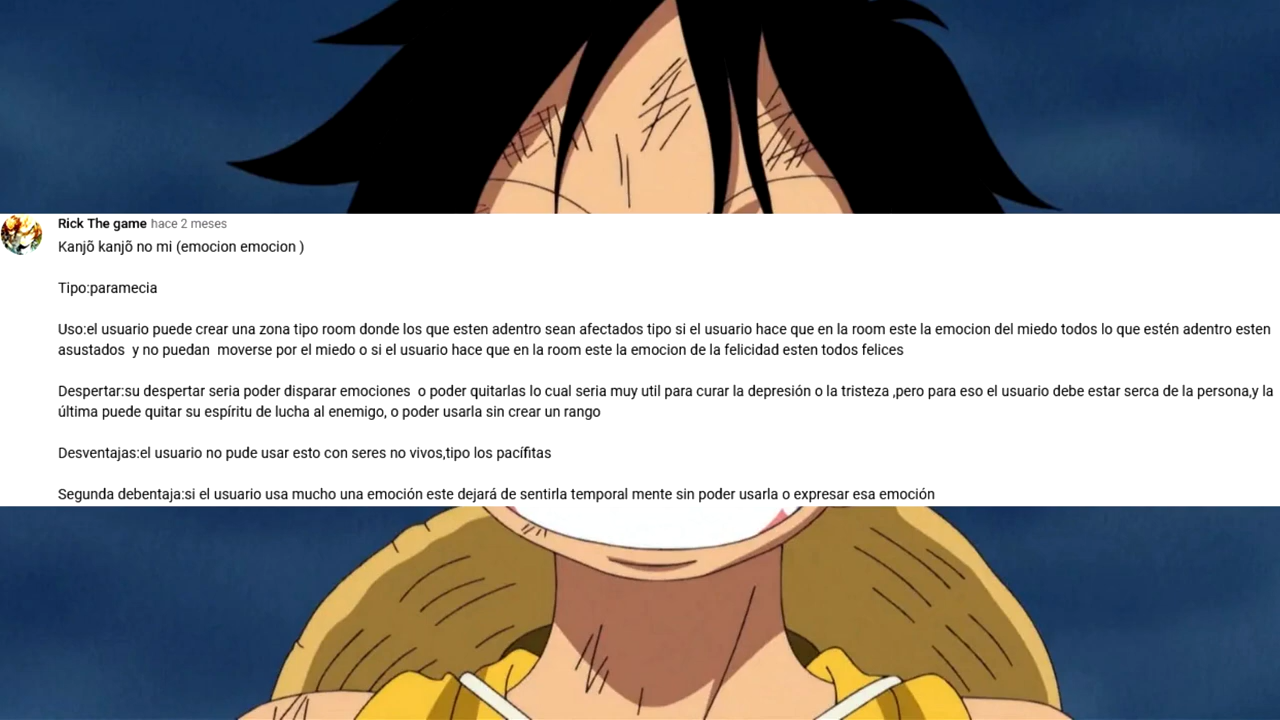 Rick The game hace 2 meses
Kanjõ kanjõ no mi (emocion emocion )
Tipo:paramecia
Uso:el usuario puede crear una zona tipo room donde los que esten adentro sean afectados tipo si el usuario hace que en la room este la emocion del miedo todos lo que estén adentro esten
asustados  y no puedan  moverse por el miedo o si el usuario hace que en la room este la emocion de la felicidad esten todos felices
Despertar:su despertar seria poder disparar emociones  o poder quitarlas lo cual seria muy util para curar la depresión o la tristeza ,pero para eso el usuario debe estar serca de la persona,y la
última puede quitar su espíritu de lucha al enemigo, o poder usarla sin crear un rango
Desventajas:el usuario no pude usar esto con seres no vivos,tipo los pacífitas
Segunda debentaja:si el usuario usa mucho una emoción este dejará de sentirla temporal mente sin poder usarla o expresar esa emoción